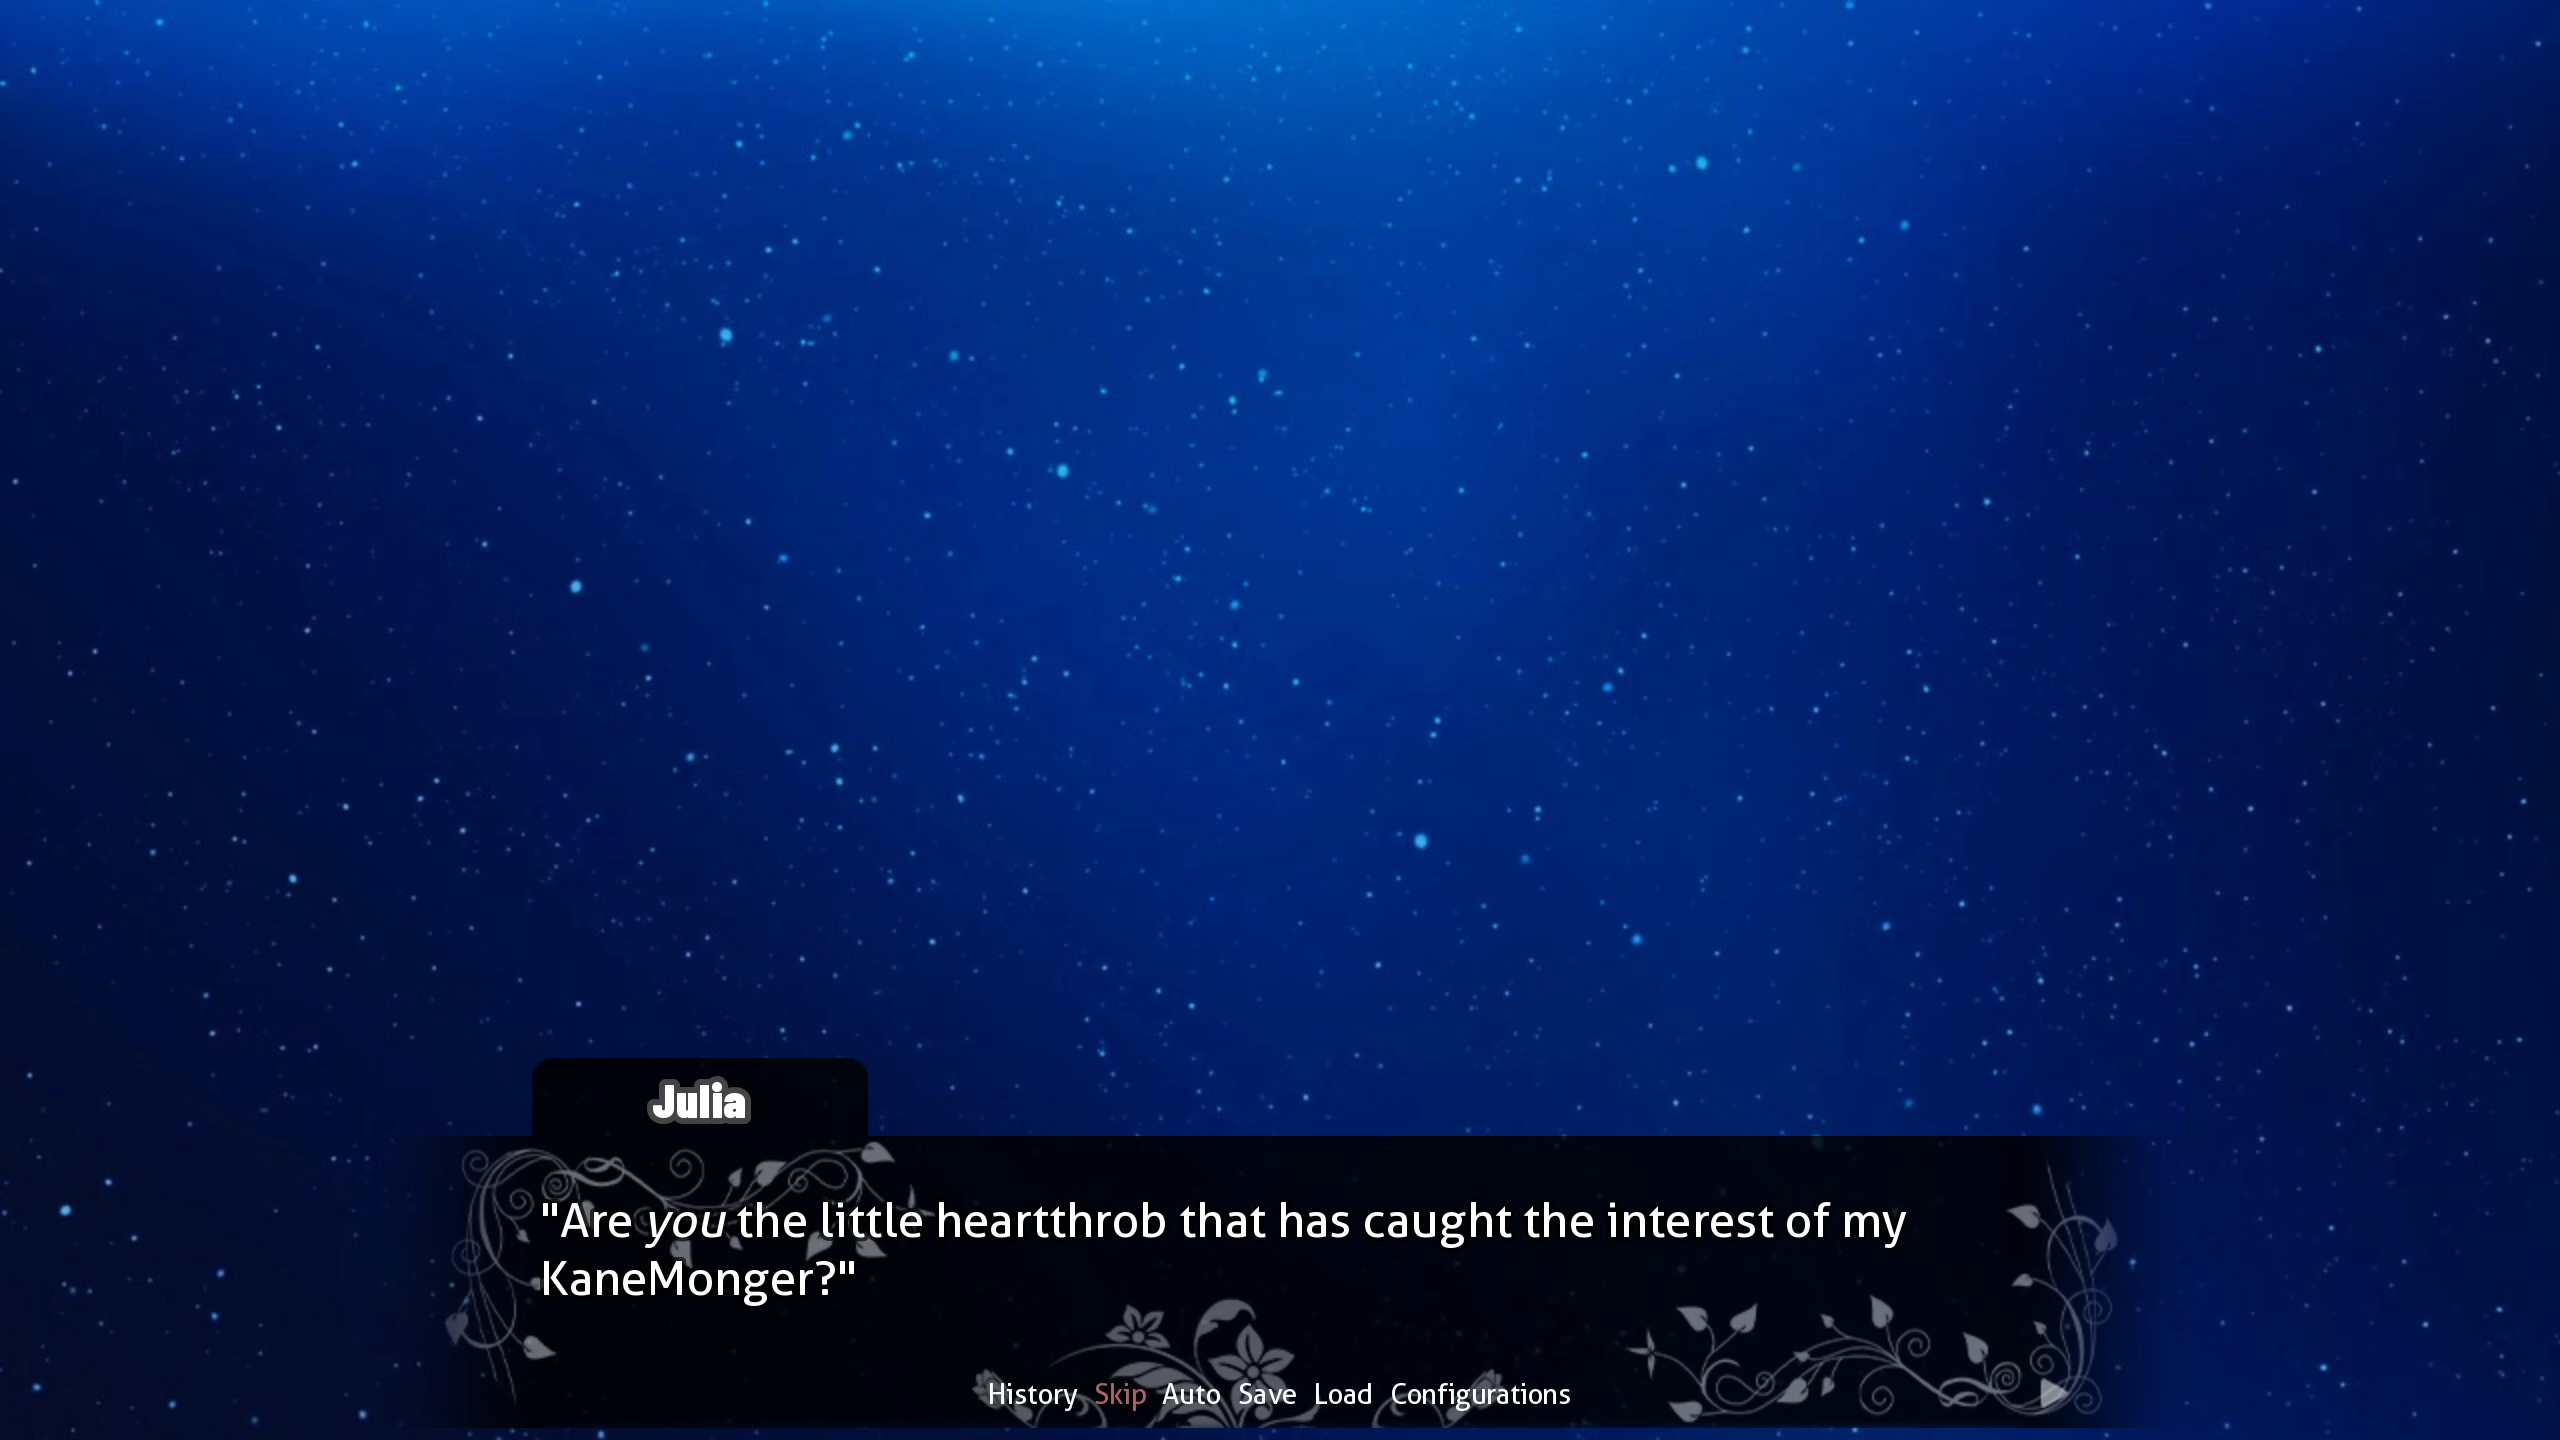 Julia
"Are you the little heartthrob that has caught the interest of my
KaneMonger?"
History Skip Auto Save Load Configurations